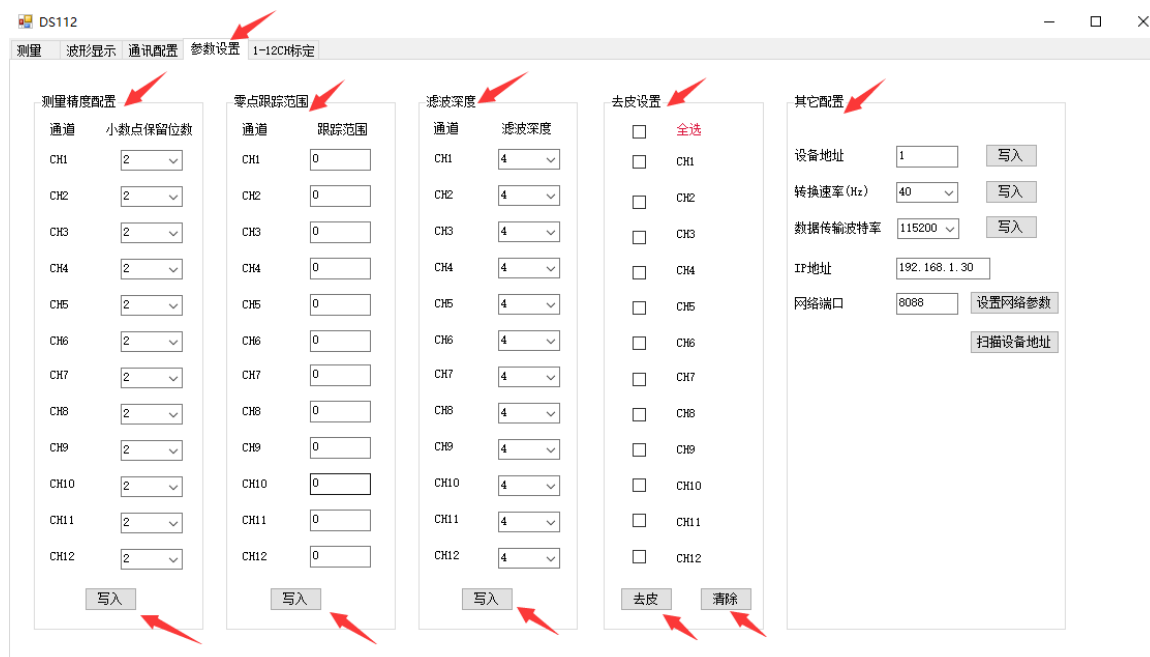 DS112
测量 波形显示 通讯配置 参数设置 1-12CH标定
测量精度配置
通道 小数点保留位数
CH1 2
CH2 2
CH3 2
CH4 2
CH5 2
CH6 2
CH7 2
CH8 2
CH9 2
CH10 2
CH11 2
CH12 2
写入
零点跟踪范围
通道 跟踪范围
CH1 0
CH2 0
CH3 0
CH4 0
CH5 0
CH6 0
CH7 0
CH8 0
CH9 0
CH10 0
CH11 0
CH12 0
写入
滤波深度
通道 滤波深度
CH1 4
CH2 4
CH3 4
CH4 4
CH5 4
CH6 4
CH7 4
CH8 4
CH9 4
CH10 4
CH11 4
CH12 4
写入
去皮设置
全选
CH1
CH2
CH3
CH4
CH5
CH6
CH7
CH8
CH9
CH10
CH11
CH12
去皮 清除
其它配置
设备地址 1 写入
转换速率(Hz) 40 写入
数据传输波特率 115200 写入
IP地址 192.168.1.30
网络端口 8088 设置网络参数
扫描设备地址